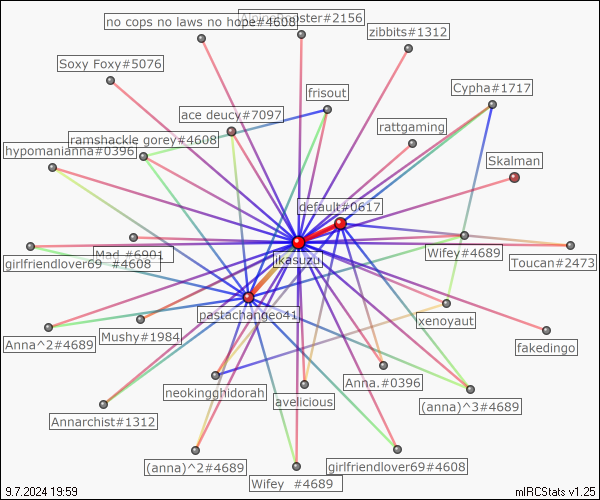 no cops no laws no hope#4608
ster#2156
zibbits#1312
Soxy Foxy#5076
frisout
Cypha#1717
ace deucy#7097
rattgaming
ramshackle gorey#4608
hypomanianna#0396
Skalman
default#0617
Mad #6901
Wifey#4689
ikasuzu
Toucan#2473
girlfriendlover69 #4608
pastachangeo41
xenoyaut
Mushy#1984
Anna^2#4689
fakedingo
Anna.#0396
neokingghidorah
avelicious
(anna)^3#4689
Annarchist#1312
(anna)^2#4689
girlfriendlover69#4608
Wifey #4689
9.7.2024 19:59
mIRCStats v1.25